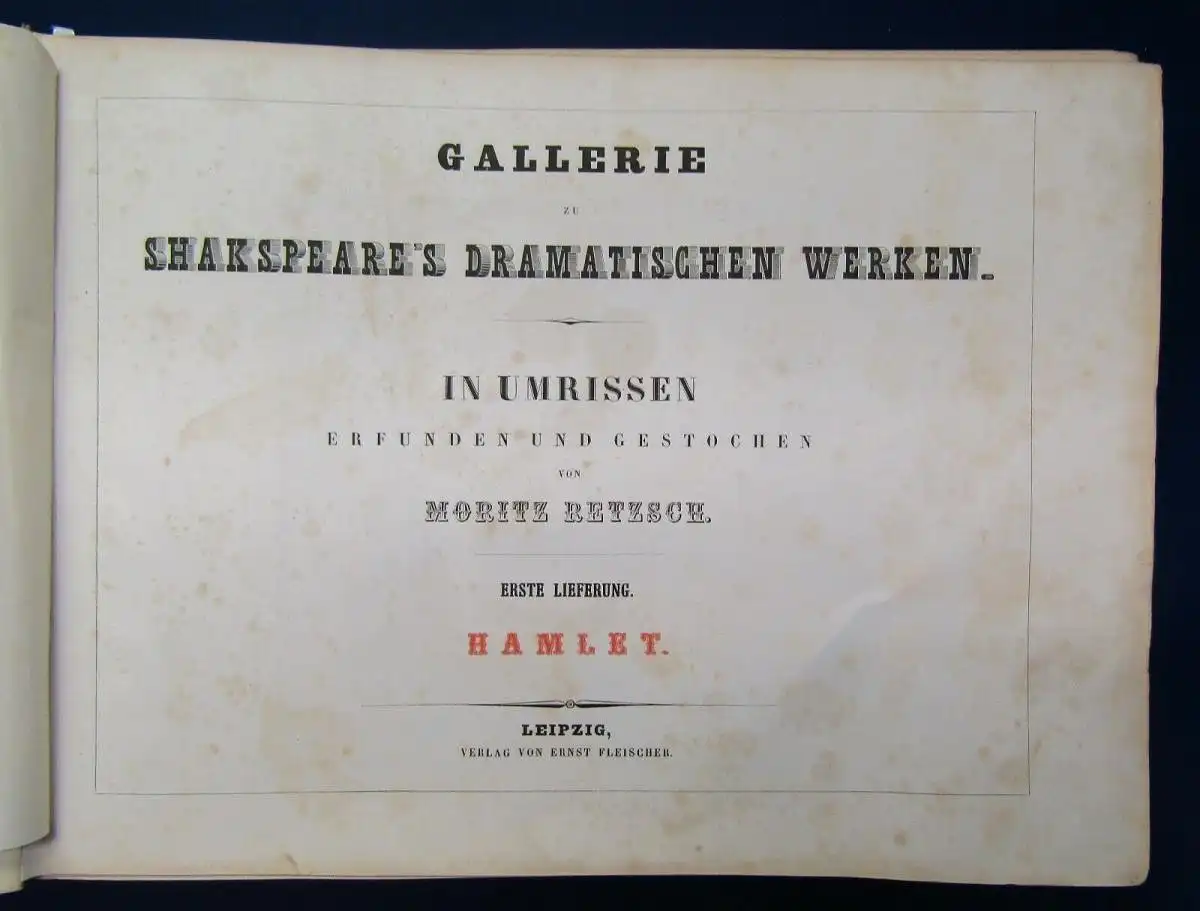 GALLERIE
ZU
SHAKSPEARE'S DRAMATISCHEN WERKEN.
IN UMRISSEN
ERFUNDEN UND GESTOCHEN
VON
MORITZ RETZSCH.
ERSTE LIEFERUNG.
HAMLET.
LEIPZIG,
VERLAG VON ERNST FLEISCHER.